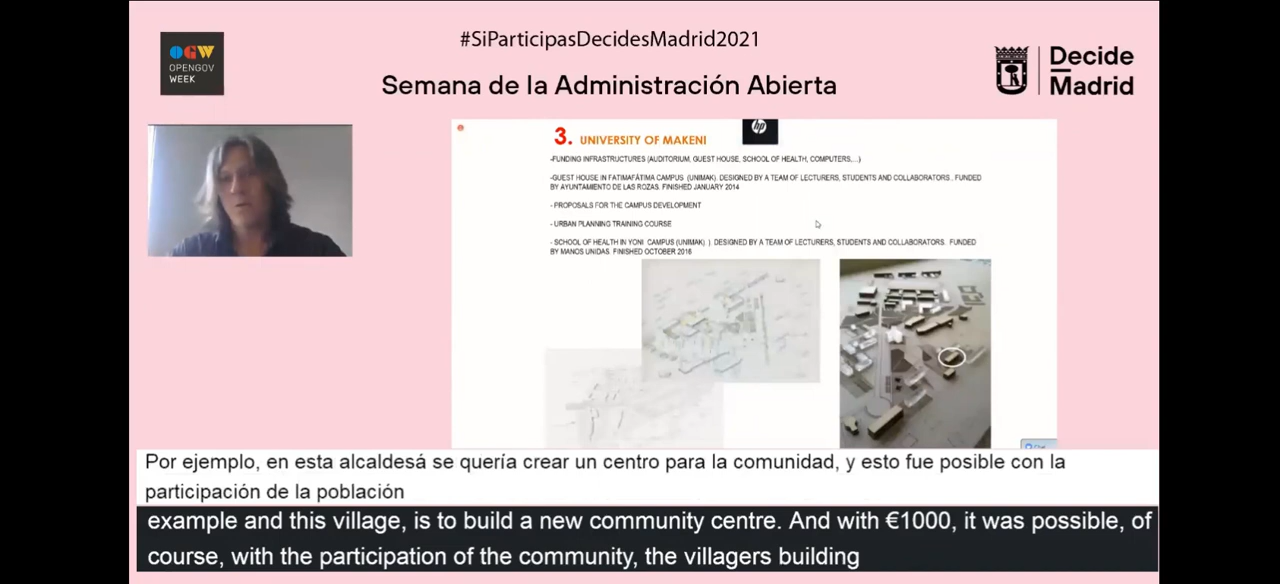 #SiParticipasDecidesMadrid2021
OGW
OPENGOV
WEEK
Semana de la Administración Abierta
Decide
Madrid
hp
3. UNIVERSITY OF MAKENI
-FUNDING INFRASTRUCTURES (AUDITORIUM, GUEST HOUSE, SCHOOL OF HEALTH, COMPUTERS,...)
-GUEST HOUSE IN FATIMAFÁTIMA CAMPUS (UNIMAK). DESIGNED BY A TEAM OF LECTURERS, STUDENTS AND COLLABORATORS. FUNDED
BY AYUNTAMIENTO DE LAS ROZAS. FINISHED JANUARY 2014
- PROPOSALS FOR THE CAMPUS DEVELOPMENT
- URBAN PLANNING TRAINING COURSE
- SCHOOL OF HEALTH IN YONI CAMPUS (UNIMAK). ). DESIGNED BY A TEAM OF LECTURERS, STUDENTS AND COLLABORATORS. FUNDED
BY MANOS UNIDAS. FINISHED OCTOBER 2016
Por ejemplo, en esta alcaldesá se quería crear un centro para la comunidad, y esto fue posible con la
participación de la población
example and this village, is to build a new community centre. And with €1000, it was possible, of
course, with the participation of the community, the villagers building